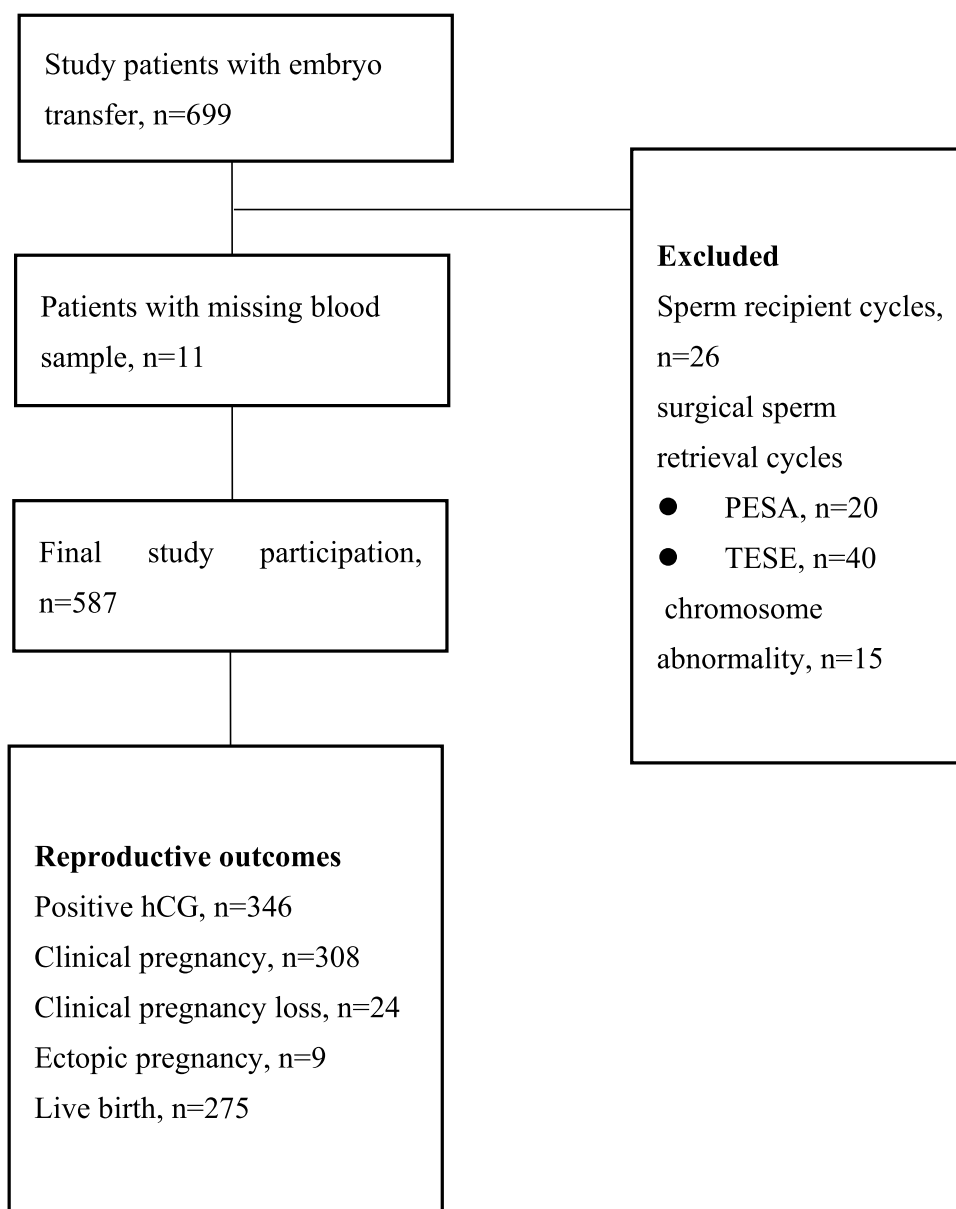 Study patients with embryo
transfer, n=699
Excluded
Sperm recipient cycles,
n=26
surgical sperm
retrieval cycles
● PESA, n=20
● TESE, n=40
chromosome
abnormality, n=15
Patients with missing blood
sample, n=11
Final study participation,
n=587
Reproductive outcomes
Positive hCG, n=346
Clinical pregnancy, n=308
Clinical pregnancy loss, n=24
Ectopic pregnancy, n=9
Live birth, n=275